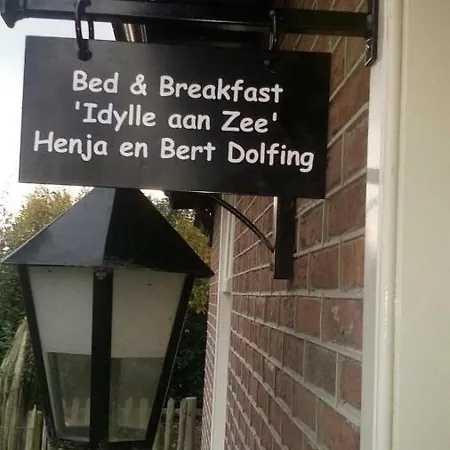 Bed & Breakfast
'Idylle aan Zee'
Henja en Bert Dolfing